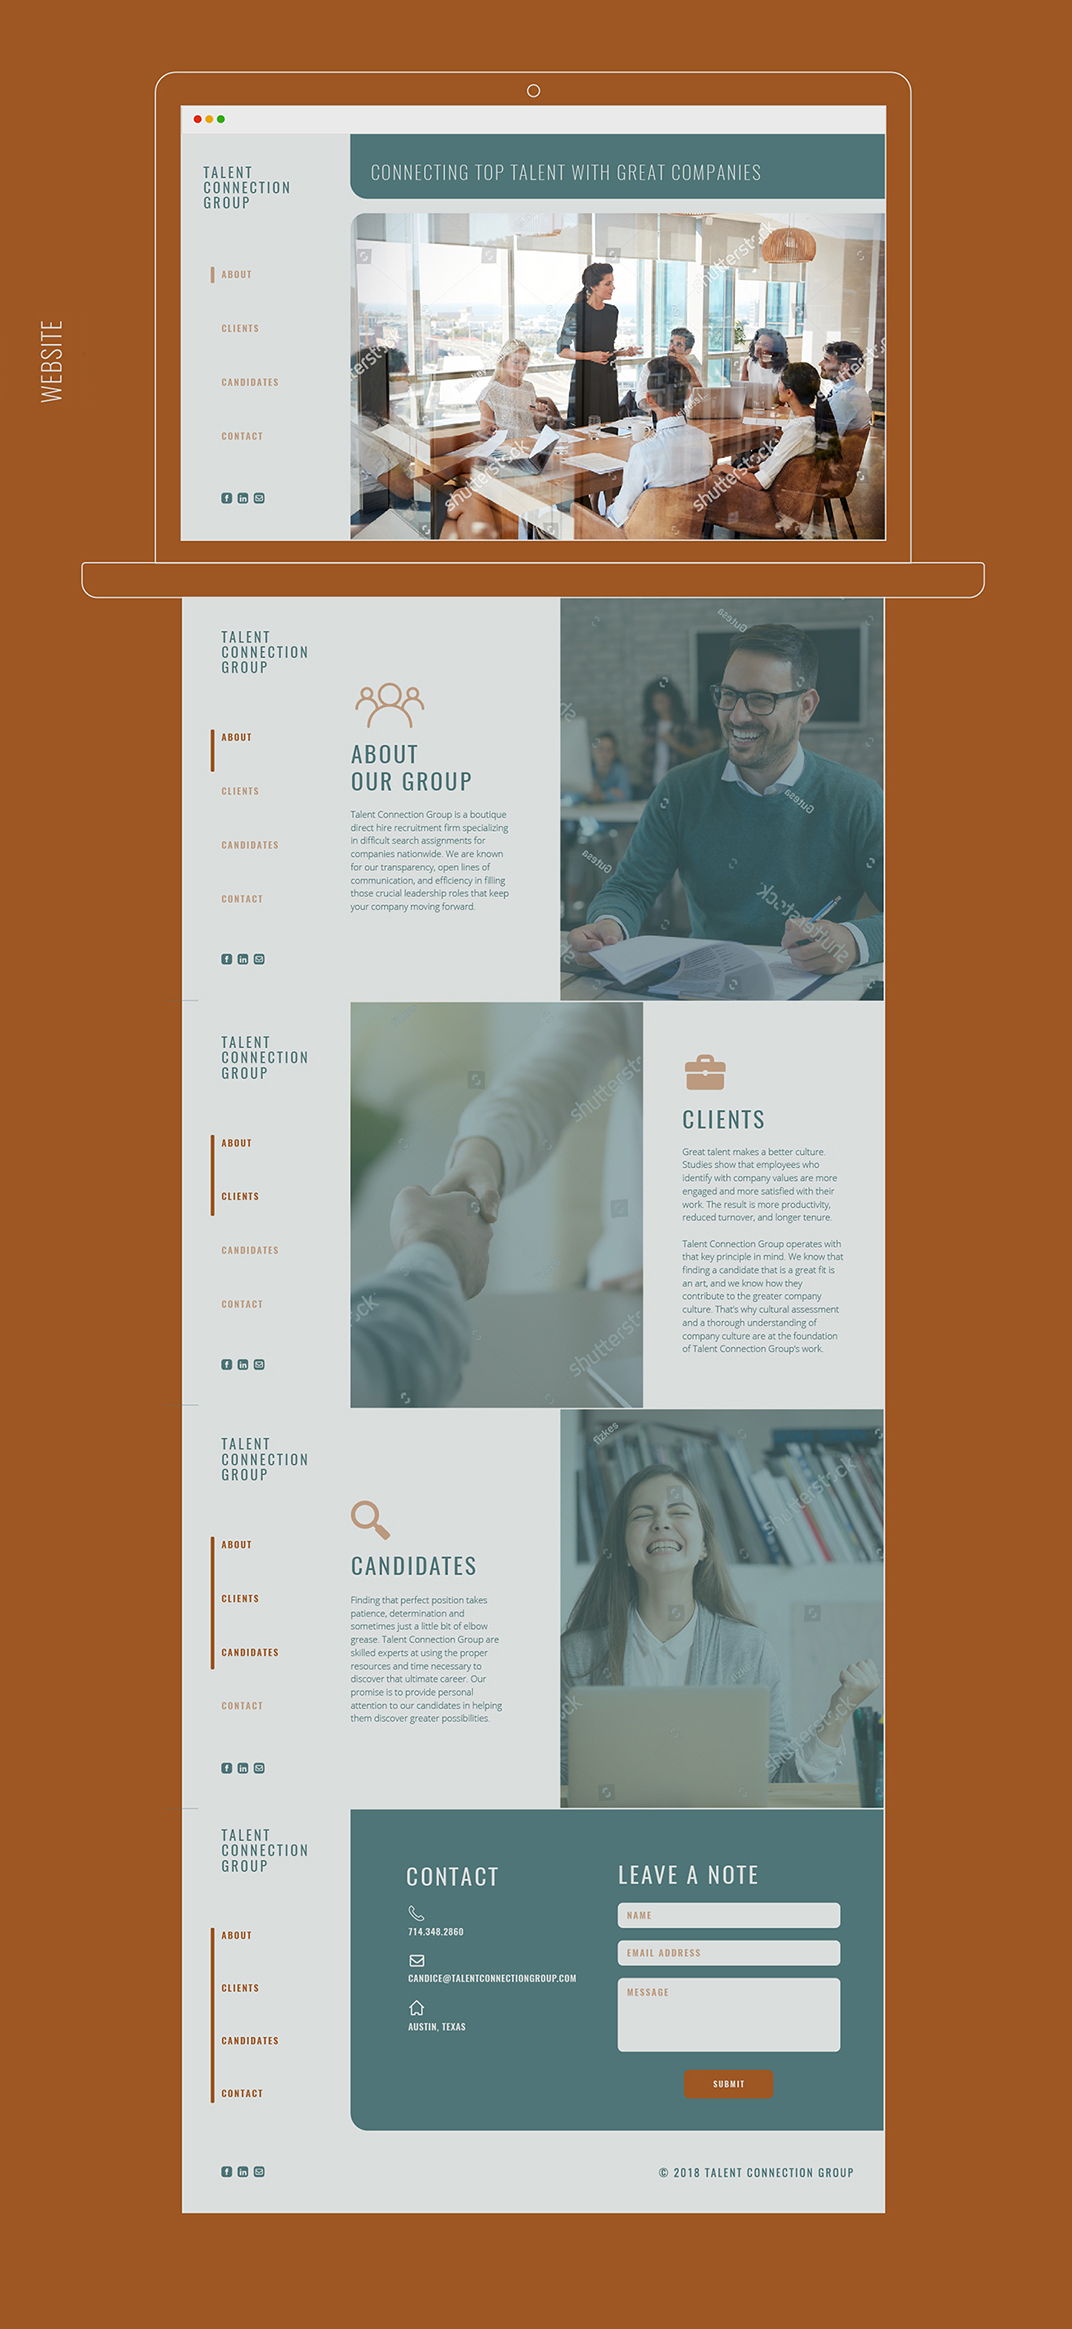 WEBSITE
TALENT
CONNECTION
GROUP
ABOUT
CLIENTS
CANDIDATES
CONTACT
CONNECTING TOP TALENT WITH GREAT COMPANIES
shutterstock
shutterstock
shutterstock
TALENT
CONNECTION
GROUP
ABOUT
CLIENTS
CANDIDATES
CONTACT
ABOUT
OUR GROUP
Talent Connection Group is a boutique
direct hire recruitment firm specializing
in difficult search assignments for
companies nationwide. We are known
for our transparency, open lines of
communication, and efficiency in filling
those crucial leadership roles that keep
your company moving forward.
Gutesa
Gutesa
Gutesa
shutterstock
TALENT
CONNECTION
GROUP
ABOUT
CLIENTS
CANDIDATES
CONTACT
CLIENTS
Great talent makes a better culture.
Studies show that employees who
identify with company values are more
engaged and more satisfied with their
work. The result is more productivity,
reduced turnover, and longer tenure.
Talent Connection Group operates with
that key principle in mind. We know that
finding a candidate that is a great fit is
an art, and we know how they
contribute to the greater company
culture. That's why cultural assessment
and a thorough understanding of
company culture are at the foundation
of Talent Connection Group's work.
TALENT
CONNECTION
GROUP
ABOUT
CLIENTS
CANDIDATES
CONTACT
CANDIDATES
Finding that perfect position takes
patience, determination and
sometimes just a little bit of elbow
grease. Talent Connection Group are
skilled experts at using the proper
resources and time necessary to
discover that ultimate career. Our
promise is to provide personal
attention to our candidates in helping
them discover greater possibilities.
fizkes
shutterstock
fizkes
shutterstock
TALENT
CONNECTION
GROUP
ABOUT
CLIENTS
CANDIDATES
CONTACT
CONTACT
714.348.2860
CANDICE@TALENTCONNECTIONGROUP.COM
AUSTIN, TEXAS
LEAVE A NOTE
NAME
EMAIL ADDRESS
MESSAGE
SUBMIT
© 2018 TALENT CONNECTION GROUP